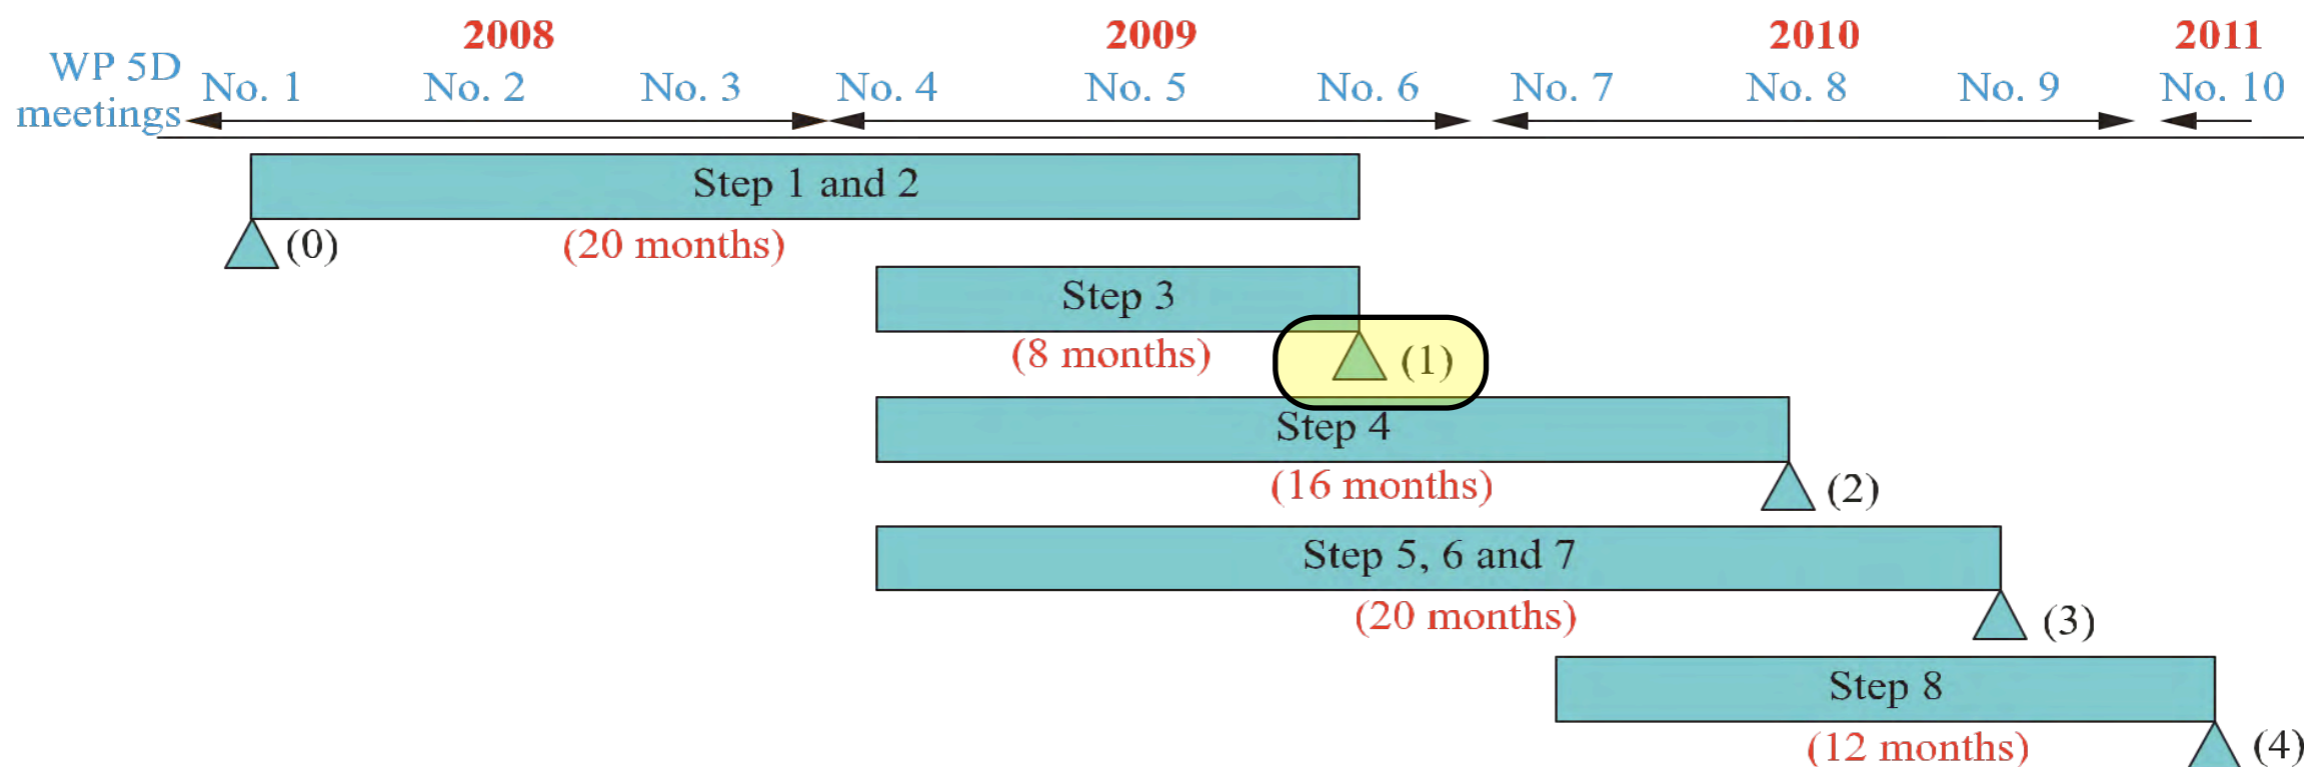 2008 2009 2010 2011
WP 5D
meetings
No. 1 No. 2 No. 3 No. 4 No. 5 No. 6 No. 7 No. 8 No. 9 No. 10
Step 1 and 2
(0)
(20 months)
Step 3
(8 months)
(1)
Step 4
(16 months)
(2)
Step 5, 6 and 7
(20 months)
(3)
Step 8
(12 months)
(4)